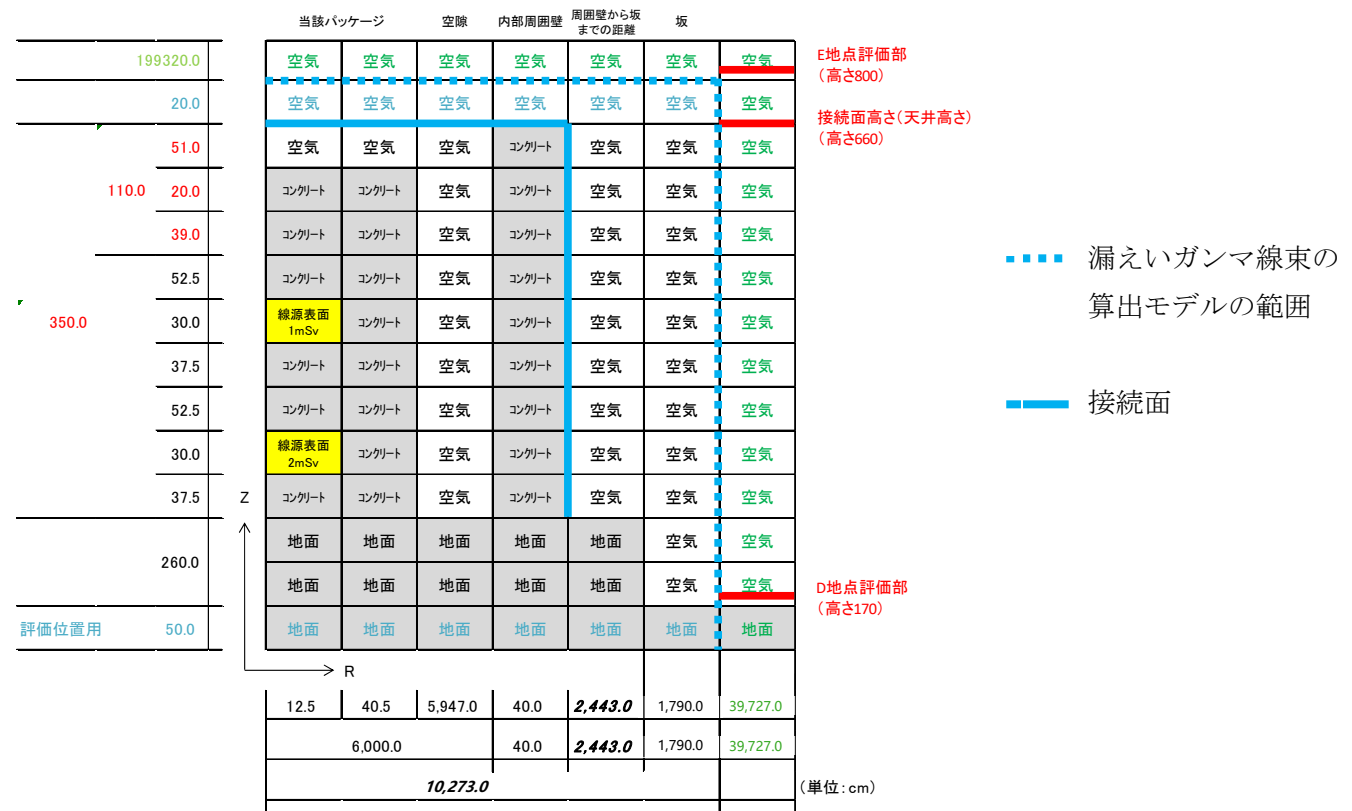 当該パッケージ 空隙 内部周囲壁 周囲壁から坂 坂
までの距離
199320.0 空気 空気 空気 空気 空気 空気 空気 E地点評価部
(高さ800)
20.0 空気 空気 空気 空気 空気 空気 空気 接続面高さ(天井高さ)
(高さ660)
51.0 空気 空気 空気 コンクリート 空気 空気 空気
110.0 20.0 コンクリート コンクリート 空気 コンクリート 空気 空気 空気
39.0 コンクリート コンクリート 空気 コンクリート 空気 空気 空気
52.5 コンクリート コンクリート 空気 コンクリート 空気 空気 空気
350.0 30.0 線源表面 コンクリート 空気 コンクリート 空気 空気 空気
1mSv
37.5 コンクリート コンクリート 空気 コンクリート 空気 空気 空気
52.5 コンクリート コンクリート 空気 コンクリート 空気 空気 空気
30.0 線源表面 コンクリート 空気 コンクリート 空気 空気 空気
2mSv
37.5 Z コンクリート コンクリート 空気 コンクリート 空気 空気 空気
260.0 地面 地面 地面 地面 地面 空気 空気
地面 地面 地面 地面 地面 空気 空気 D地点評価部
(高さ170)
評価位置用 50.0 地面 地面 地面 地面 地面 地面 地面
R
12.5 40.5 5,947.0 40.0 2,443.0 1,790.0 39,727.0
6,000.0 40.0 2,443.0 1,790.0 39,727.0
10,273.0 (単位:cm)
漏えいガンマ線束の
算出モデルの範囲
接続面